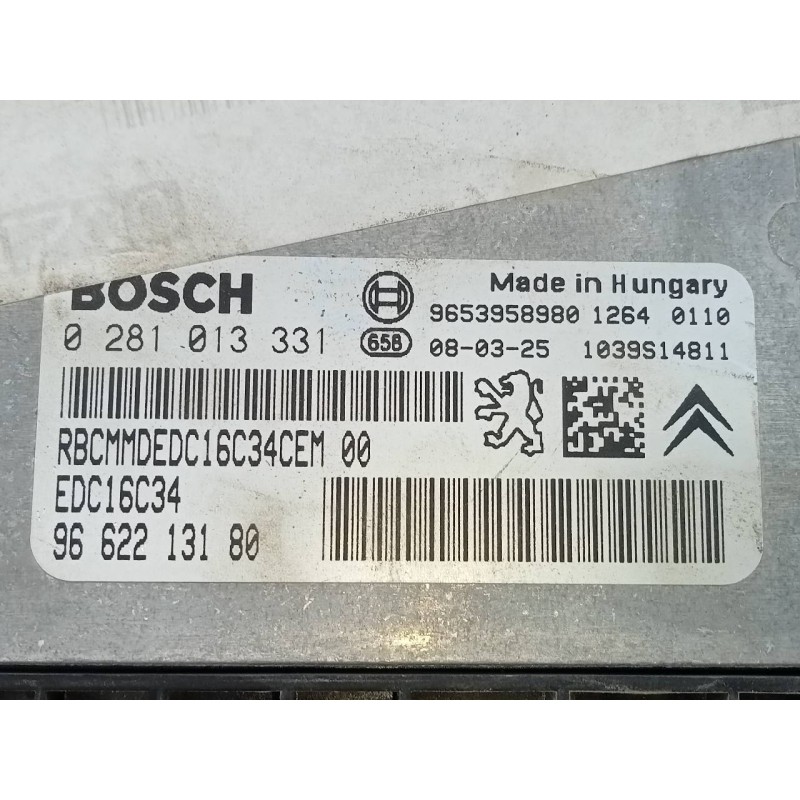 BOSCH
Made in Hungary
0 281 013 331
9653958980 1264 0110
656 08-03-25 1039S14811
RBCMMDEDC16C34CEM 00
EDC16C34
96 622 131 80